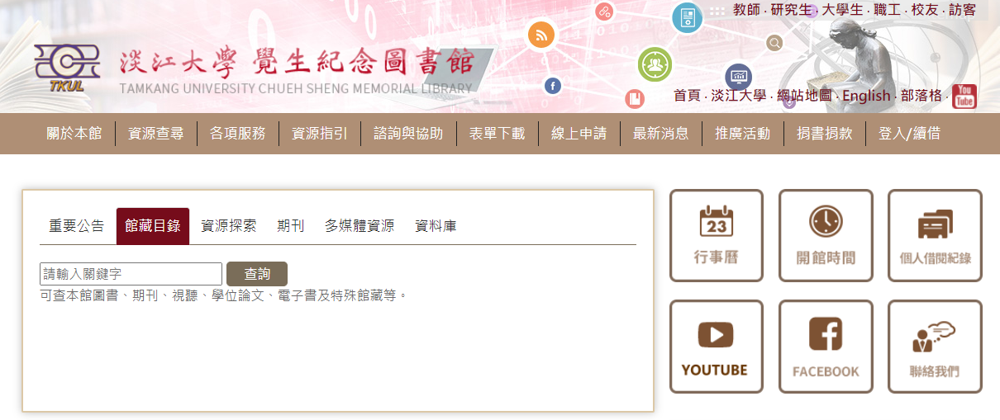 教師 · 研究生 · 大學生 · 職工 · 校友 · 訪客
淡江大學 覺生紀念圖書館
TKUL
TAMKANG UNIVERSITY CHUEH SHENG MEMORIAL LIBRARY
首頁 · 淡江大學 · 網站地圖 · English · 部落格 · You Tube
關於本館 資源查尋 各項服務 資源指引 諮詢與協助 表單下載 線上申請 最新消息 推廣活動 捐書捐款 登入/續借
重要公告 館藏目錄 資源探索 期刊 多媒體資源 資料庫
請輸入關鍵字 查詢
可查本館圖書、期刊、視聽、學位論文、電子書及特殊館藏等。
23
行事曆 開館時間 個人借閱紀錄
YOUTUBE FACEBOOK 聯絡我們